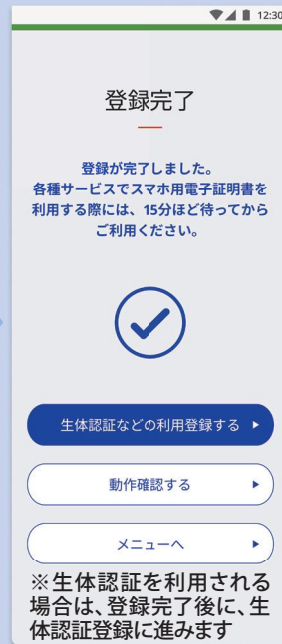 12:30
登録完了
登録が完了しました。
各種サービスでスマホ用電子証明書を
利用する際には、15分ほど待ってから
ご利用ください。
生体認証などの利用登録する
動作確認する
メニューへ
※生体認証を利用される
場合は、登録完了後に、生
体認証登録に進みます